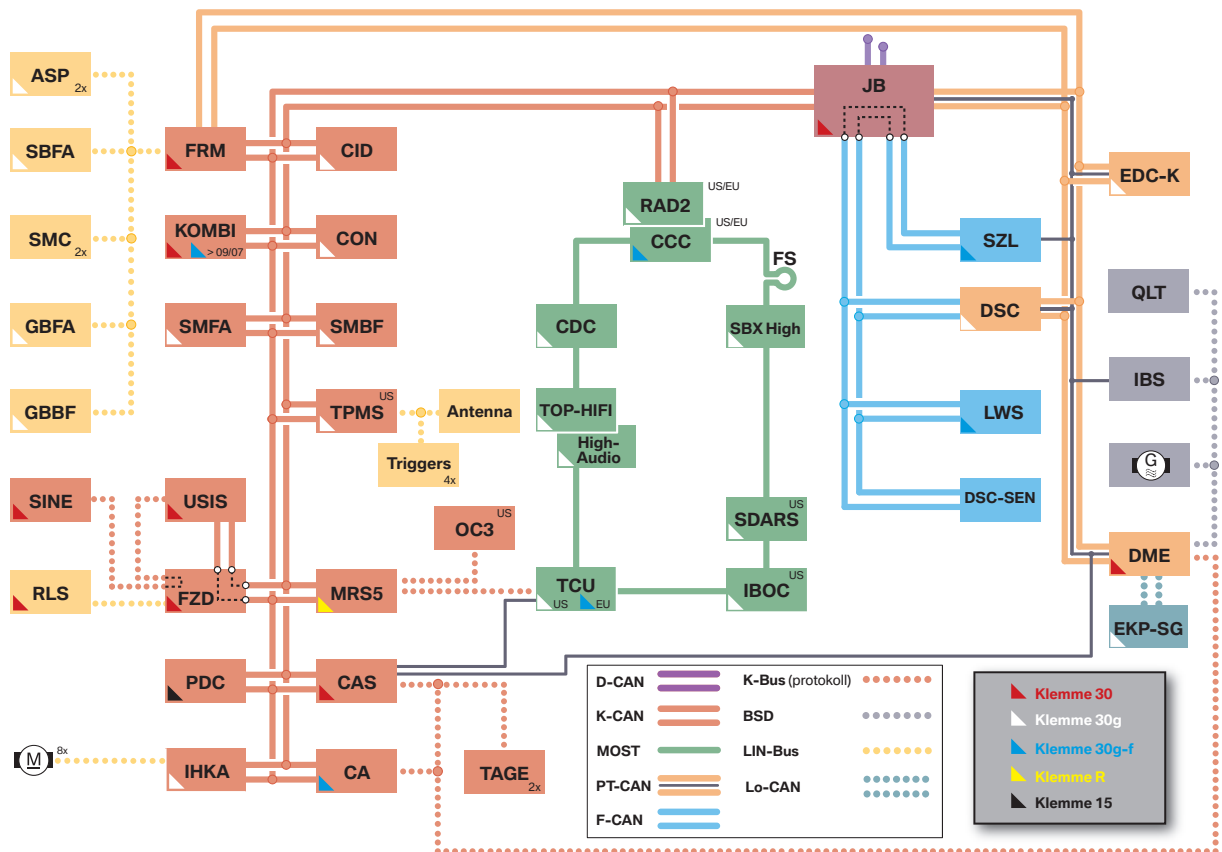 JB
ASP
2x
SBFA
FRM
CID
EDC-K
US/EU
RAD2
US/EU
CCC
SMC
2x
KOMBI
> 09/07
CON
SZL
FS
QLT
GBFA
SMFA
SMBF
CDC
SBX High
DSC
IBS
GBBF
US
TPMS
Antenna
TOP-HIFI
High-
Audio
LWS
Triggers
4x
G
SINE
USIS
US
OC3
US
SDARS
DSC-SEN
DME
RLS
FZD
MRS5
TCU
US
EU
US
IBOC
EKP-SG
PDC
CAS
D-CAN
K-Bus (protokoll)
K-CAN
BSD
MOST
LIN-Bus
PT-CAN
Lo-CAN
F-CAN
Klemme 30
Klemme 30g
Klemme 30g-f
Klemme R
Klemme 15
M
8x
IHKA
CA
TAGE
2x